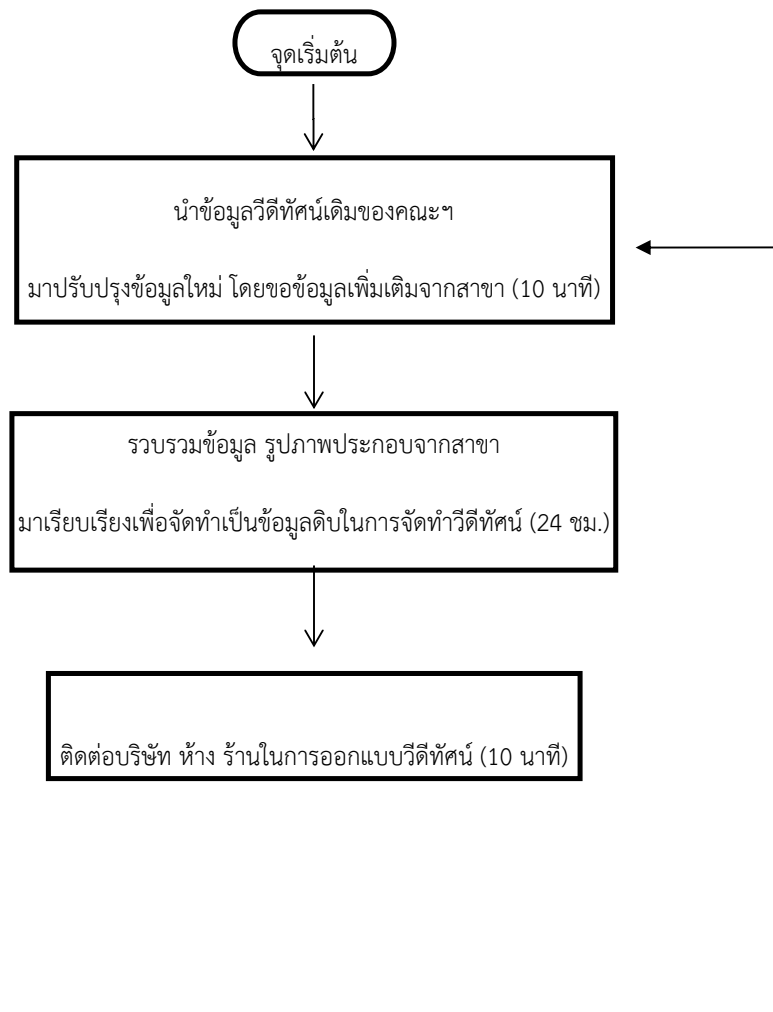 จุดเริ่มต้น
นำข้อมูลวีดีทัศน์เดิมของคณะฯ
มาปรับปรุงข้อมูลใหม่ โดยขอข้อมูลเพิ่มเติมจากสาขา (10 นาที)
รวบรวมข้อมูล รูปภาพประกอบจากสาขา
มาเรียบเรียงเพื่อจัดทำเป็นข้อมูลดิบในการจัดทำวีดีทัศน์ (24 ชม.)
ติดต่อบริษัท ห้าง ร้านในการออกแบบวีดีทัศน์ (10 นาที)